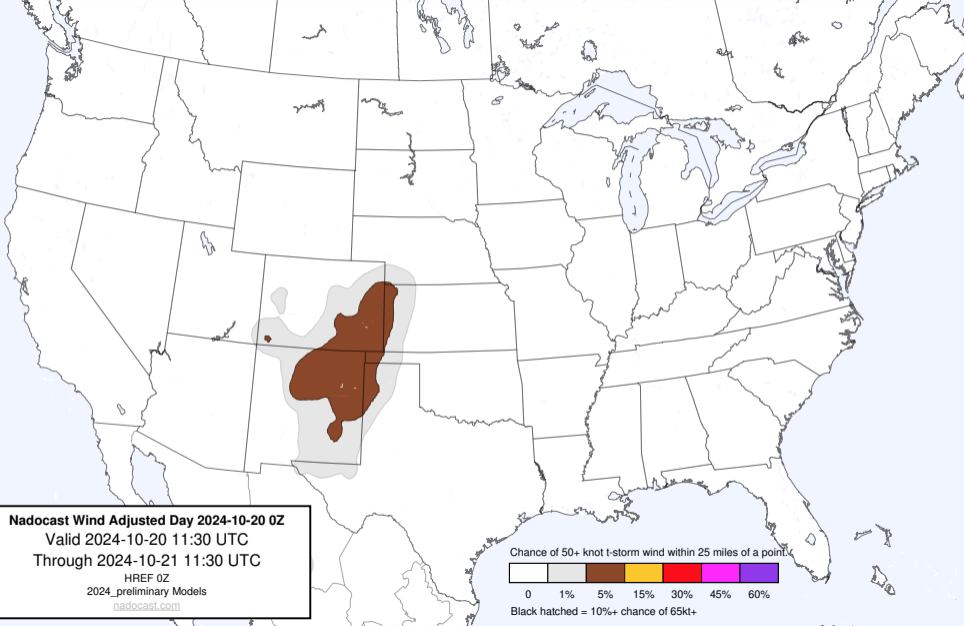 Nadocast Wind Adjusted Day 2024-10-20 0Z
Valid 2024-10-20 11:30 UTC
Through 2024-10-21 11:30 UTC
HREF 0Z
2024_preliminary Models
nadocast.com
Chance of 50+ knot t-storm wind within 25 miles of a point.
0 1% 5% 15% 30% 45% 60%
Black hatched = 10%+ chance of 65kt+